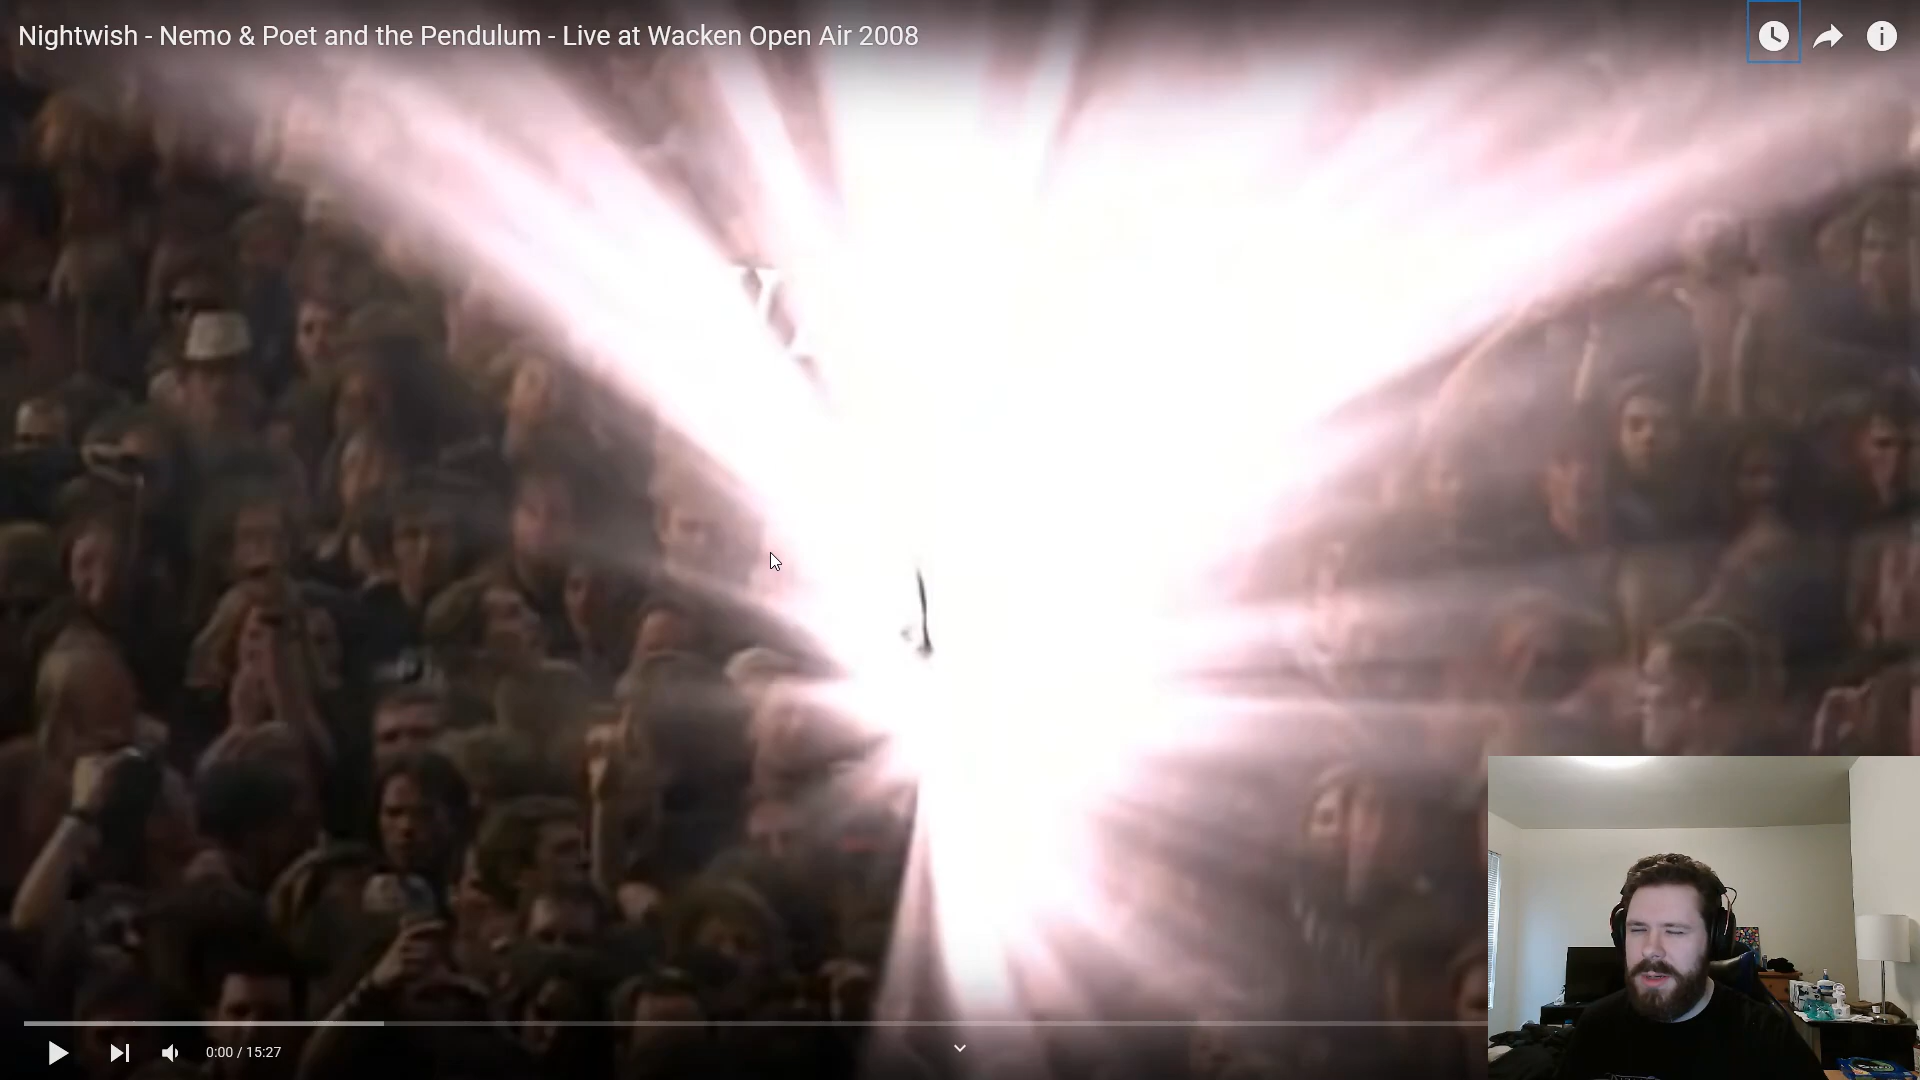 Nightwish - Nemo & Poet and the Pendulum - Live at Wacken Open Air 2008
0:00 / 15:27